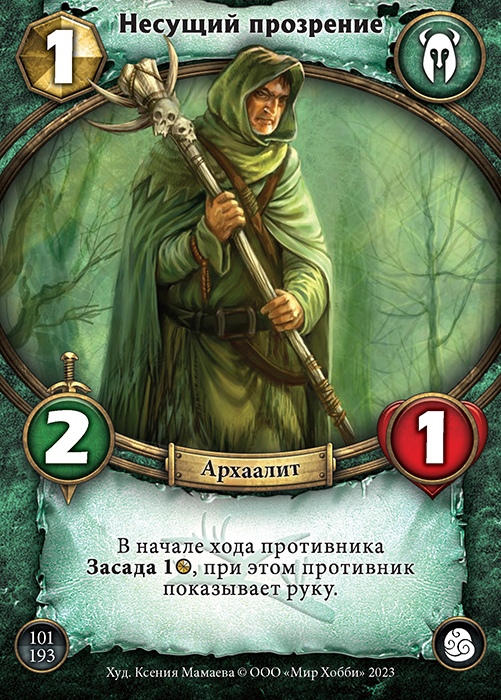 Несущий прозрение
1
2
1
Архаалит
В начале хода противника
Засада 1, при этом противник
показывает руку.
101
193
Худ. Ксения Мамаева © ООО «Мир Хобби» 2023